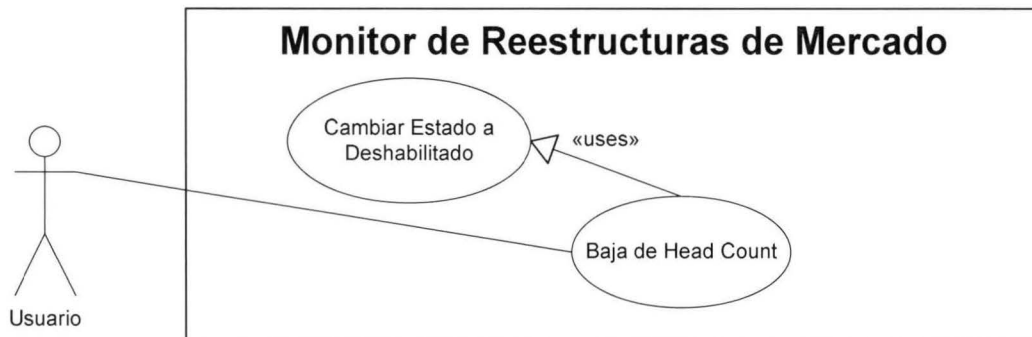 Monitor de Reestructuras de Mercado
Cambiar Estado a
Deshabilitado
«uses»
Baja de Head Count
Usuario